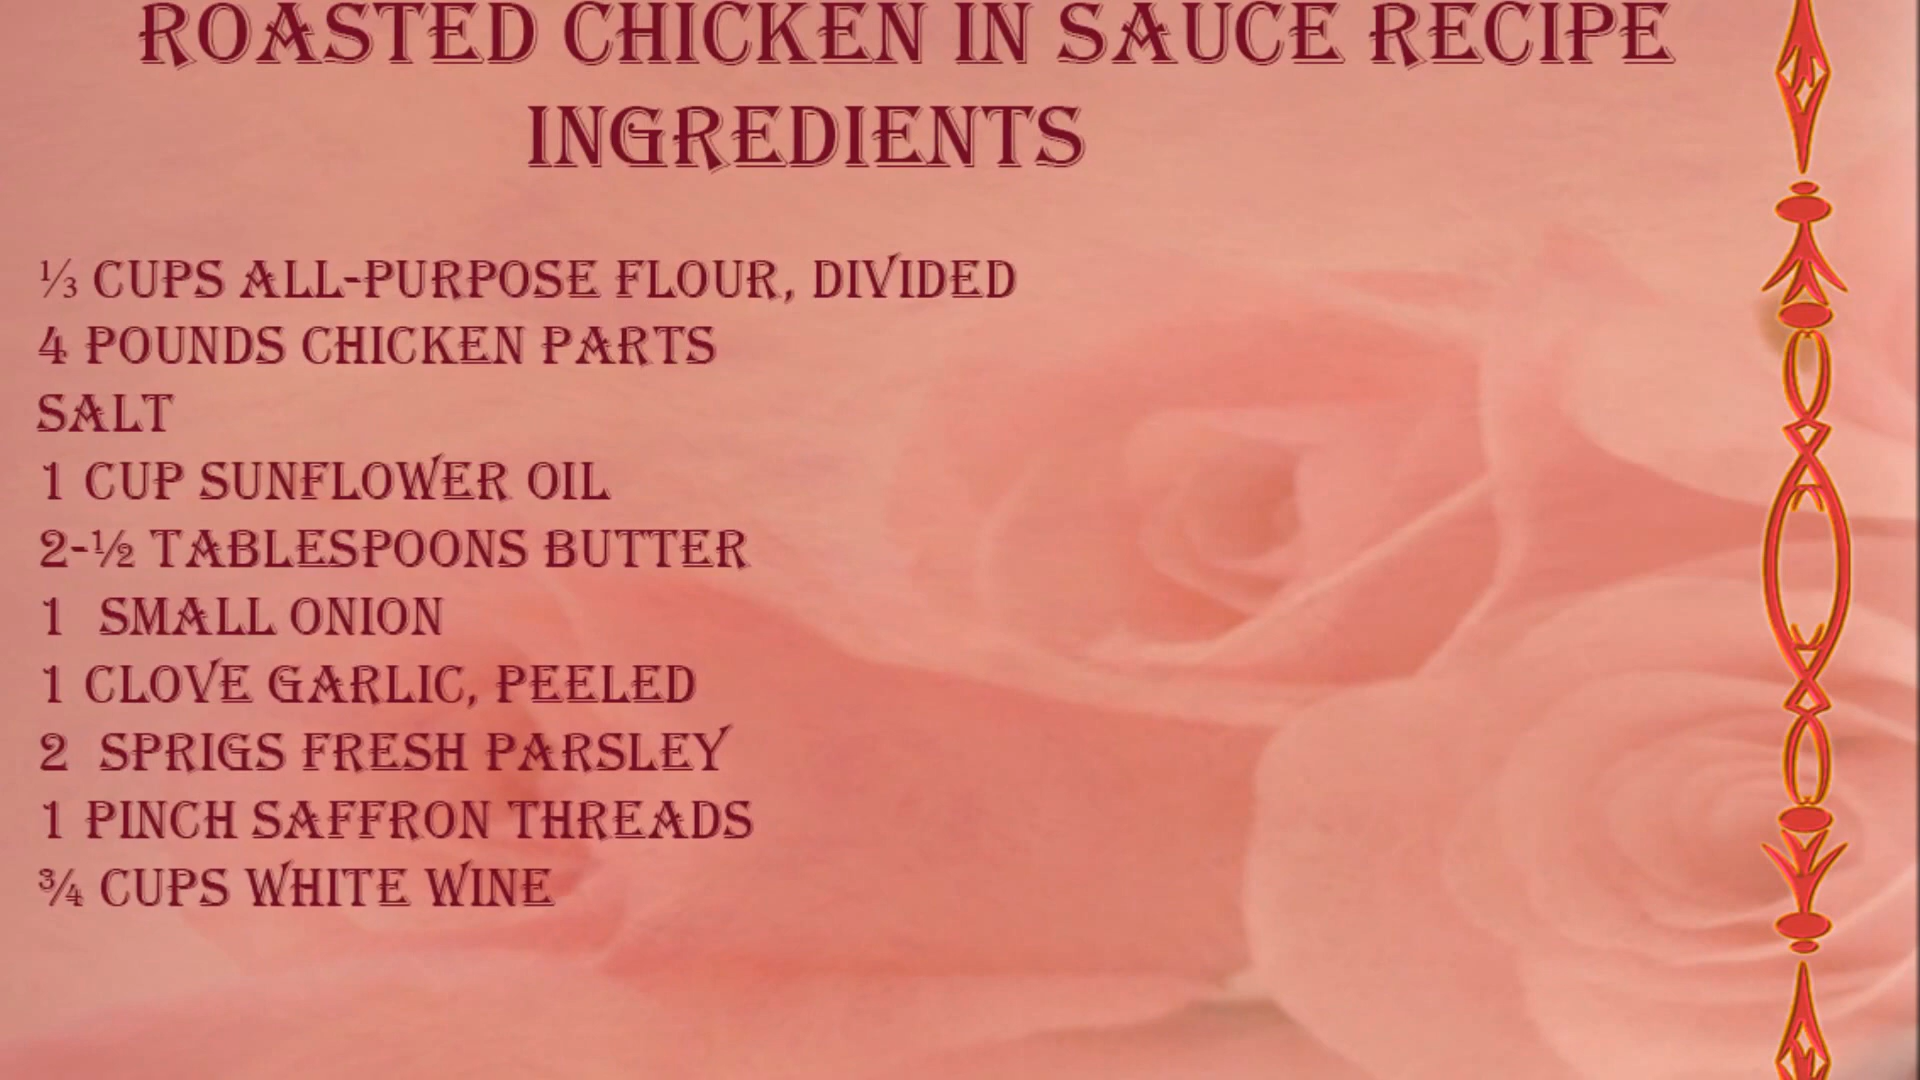 ROASTED CHICKEN IN SAUCE RECIPE
INGREDIENTS
⅓ CUPS ALL-PURPOSE FLOUR, DIVIDED
4 POUNDS CHICKEN PARTS
SALT
1 CUP SUNFLOWER OIL
2-½ TABLESPOONS BUTTER
1 SMALL ONION
1 CLOVE GARLIC, PEELED
2 SPRIGS FRESH PARSLEY
1 PINCH SAFFRON THREADS
¾ CUPS WHITE WINE